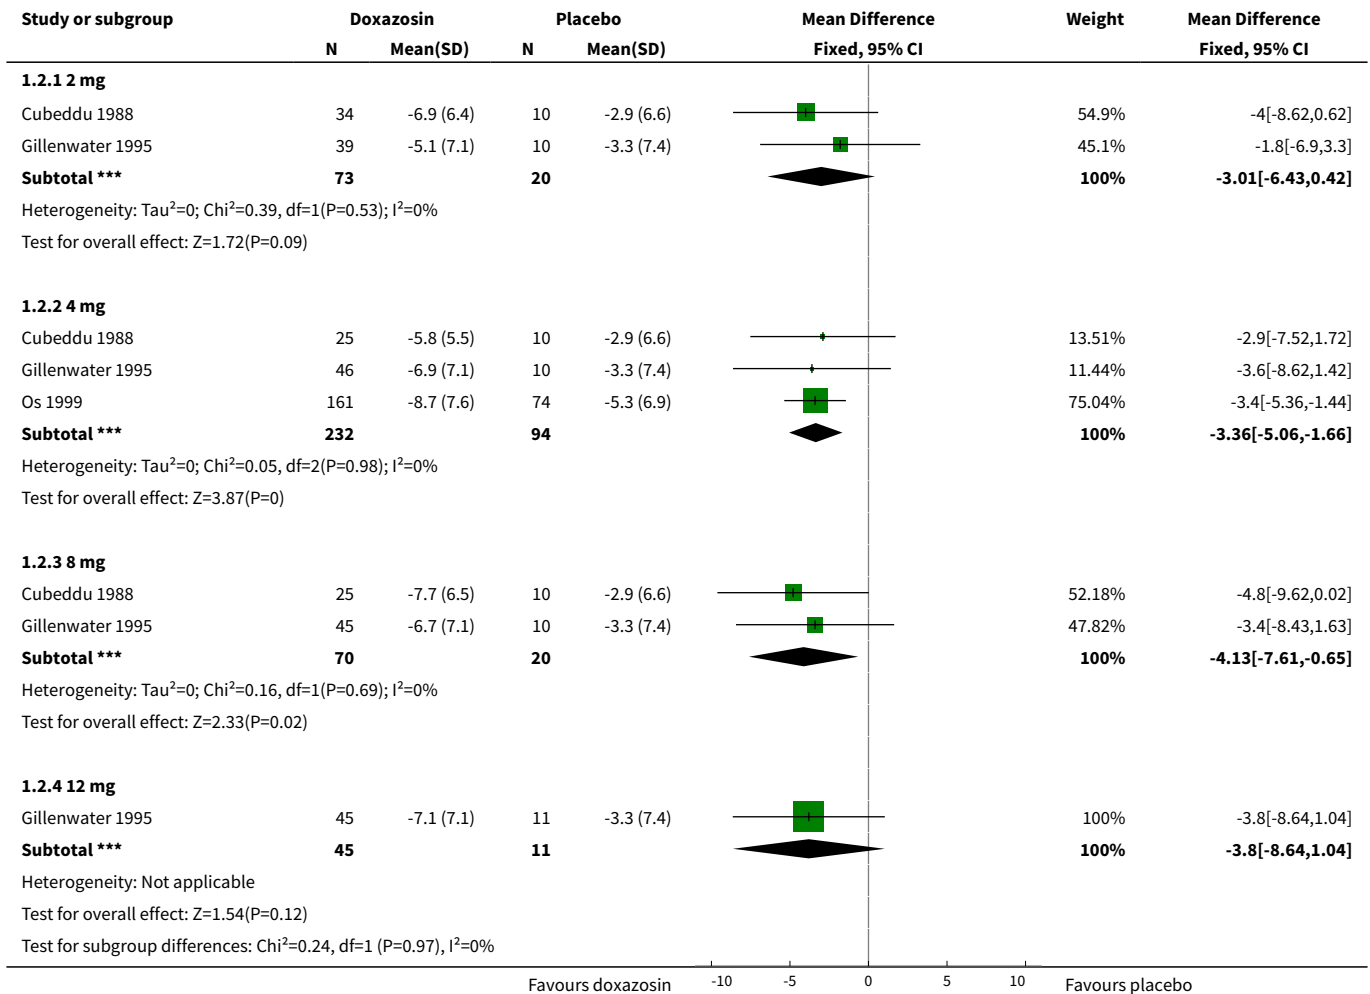 Study or subgroup Doxazosin Placebo Mean Difference Weight Mean Difference
N Mean(SD) N Mean(SD) Fixed, 95% CI Fixed, 95% CI
1.2.1 2 mg
Cubeddu 1988 34 -6.9 (6.4) 10 -2.9 (6.6) 54.9% -4[-8.62,0.62]
Gillenwater 1995 39 -5.1 (7.1) 10 -3.3 (7.4) 45.1% -1.8[-6.9,3.3]
Subtotal *** 73 20 100% -3.01[-6.43,0.42]
Heterogeneity: Tau²=0; Chi²=0.39, df=1(P=0.53); I²=0%
Test for overall effect: Z=1.72(P=0.09)
1.2.2 4 mg
Cubeddu 1988 25 -5.8 (5.5) 10 -2.9 (6.6) 13.51% -2.9[-7.52,1.72]
Gillenwater 1995 46 -6.9 (7.1) 10 -3.3 (7.4) 11.44% -3.6[-8.62,1.42]
Os 1999 161 -8.7 (7.6) 74 -5.3 (6.9) 75.04% -3.4[-5.36,-1.44]
Subtotal *** 232 94 100% -3.36[-5.06,-1.66]
Heterogeneity: Tau²=0; Chi²=0.05, df=2(P=0.98); I²=0%
Test for overall effect: Z=3.87(P=0)
1.2.3 8 mg
Cubeddu 1988 25 -7.7 (6.5) 10 -2.9 (6.6) 52.18% -4.8[-9.62,0.02]
Gillenwater 1995 45 -6.7 (7.1) 10 -3.3 (7.4) 47.82% -3.4[-8.43,1.63]
Subtotal *** 70 20 100% -4.13[-7.61,-0.65]
Heterogeneity: Tau²=0; Chi²=0.16, df=1(P=0.69); I²=0%
Test for overall effect: Z=2.33(P=0.02)
1.2.4 12 mg
Gillenwater 1995 45 -7.1 (7.1) 11 -3.3 (7.4) 100% -3.8[-8.64,1.04]
Subtotal *** 45 11 100% -3.8[-8.64,1.04]
Heterogeneity: Not applicable
Test for overall effect: Z=1.54(P=0.12)
Test for subgroup differences: Chi²=0.24, df=1 (P=0.97), I²=0%
Favours doxazosin -10 -5 0 5 10 Favours placebo